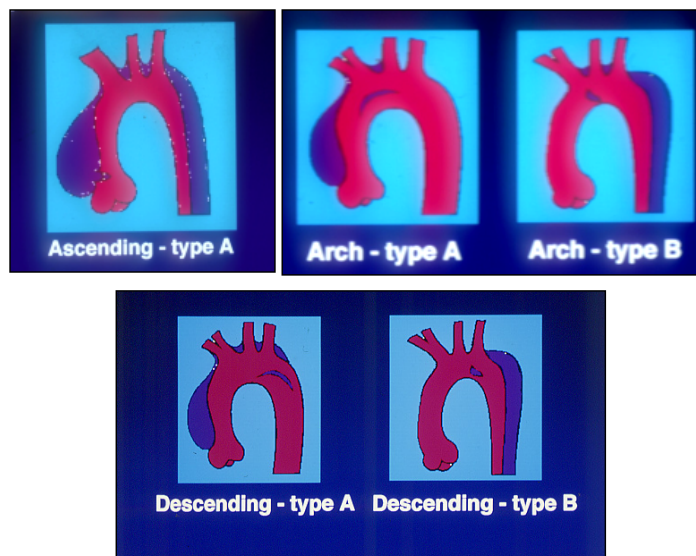 Ascending - type A
Arch - type A
Arch - type B
Descending - type A
Descending - type B